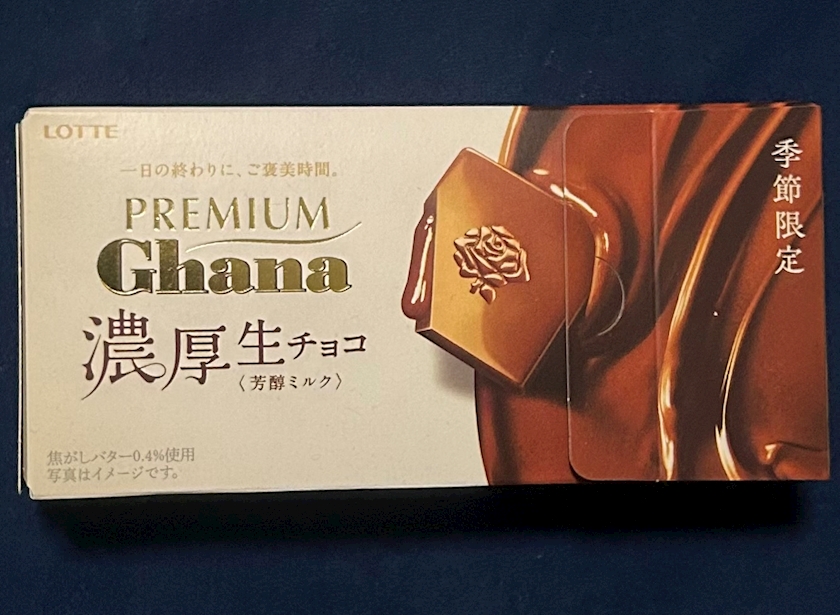 LOTTE
一日の終わりに、ご褒美時間。
PREMIUM
Ghana
濃厚生チョコ
〈芳醇ミルク〉
焦がしバター0.4%使用
写真はイメージです。
季節限定